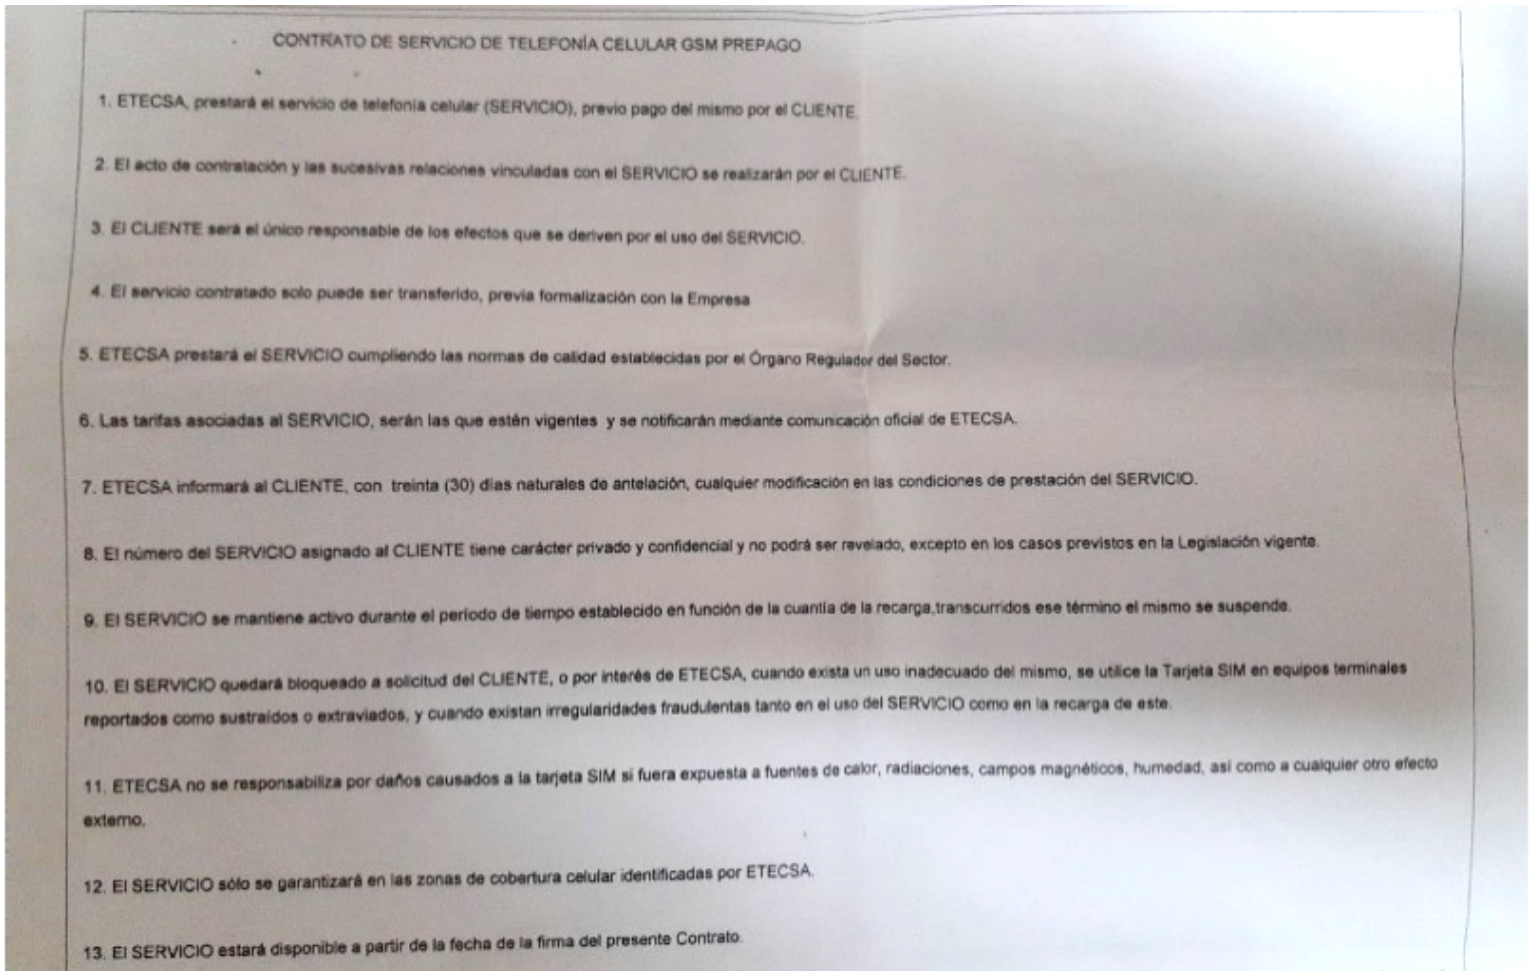 CONTRATO DE SERVICIO DE TELEFONÍA CELULAR GSM PREPAGO
1. ETECSA, prestará el servicio de telefonía celular (SERVICIO), previo pago del mismo por el CLIENTE.
2. El acto de contratación y las sucesivas relaciones vinculadas con el SERVICIO se realizarán por el CLIENTE.
3. El CLIENTE será el único responsable de los efectos que se deriven por el uso del SERVICIO.
4. El servicio contratado solo puede ser transferido, previa formalización con la Empresa
5. ETECSA prestará el SERVICIO cumpliendo las normas de calidad establecidas por el Órgano Regulador del Sector.
6. Las tarifas asociadas al SERVICIO, serán las que estén vigentes y se notificarán mediante comunicación oficial de ETECSA.
7. ETECSA informará al CLIENTE, con treinta (30) días naturales de antelación, cualquier modificación en las condiciones de prestación del SERVICIO.
8. El número del SERVICIO asignado al CLIENTE tiene carácter privado y confidencial y no podrá ser revelado, excepto en los casos previstos en la Legislación vigente.
9. El SERVICIO se mantiene activo durante el período de tiempo establecido en función de la cuantía de la recarga,transcurridos ese término el mismo se suspende.
10. El SERVICIO quedará bloqueado a solicitud del CLIENTE, o por interés de ETECSA, cuando exista un uso inadecuado del mismo, se utilice la Tarjeta SIM en equipos terminales
reportados como sustraídos o extraviados, y cuando existan irregularidades fraudulentas tanto en el uso del SERVICIO como en la recarga de este.
11. ETECSA no se responsabiliza por daños causados a la tarjeta SIM si fuera expuesta a fuentes de calor, radiaciones, campos magnéticos, humedad, así como a cualquier otro efecto
externo.
12. El SERVICIO sólo se garantizará en las zonas de cobertura celular identificadas por ETECSA.
13. El SERVICIO estará disponible a partir de la fecha de la firma del presente Contrato.